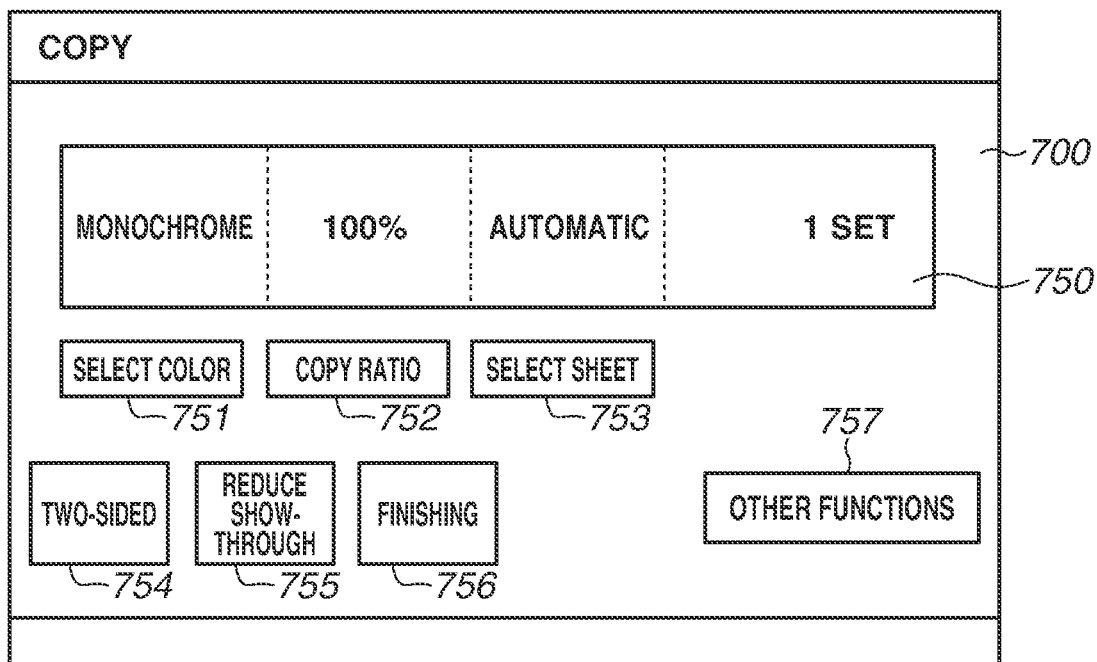 COPY
700
MONOCHROME 100% AUTOMATIC 1 SET
750
SELECT COLOR COPY RATIO SELECT SHEET
751 752 753
757
TWO-SIDED REDUCE SHOW-THROUGH FINISHING OTHER FUNCTIONS
754 755 756